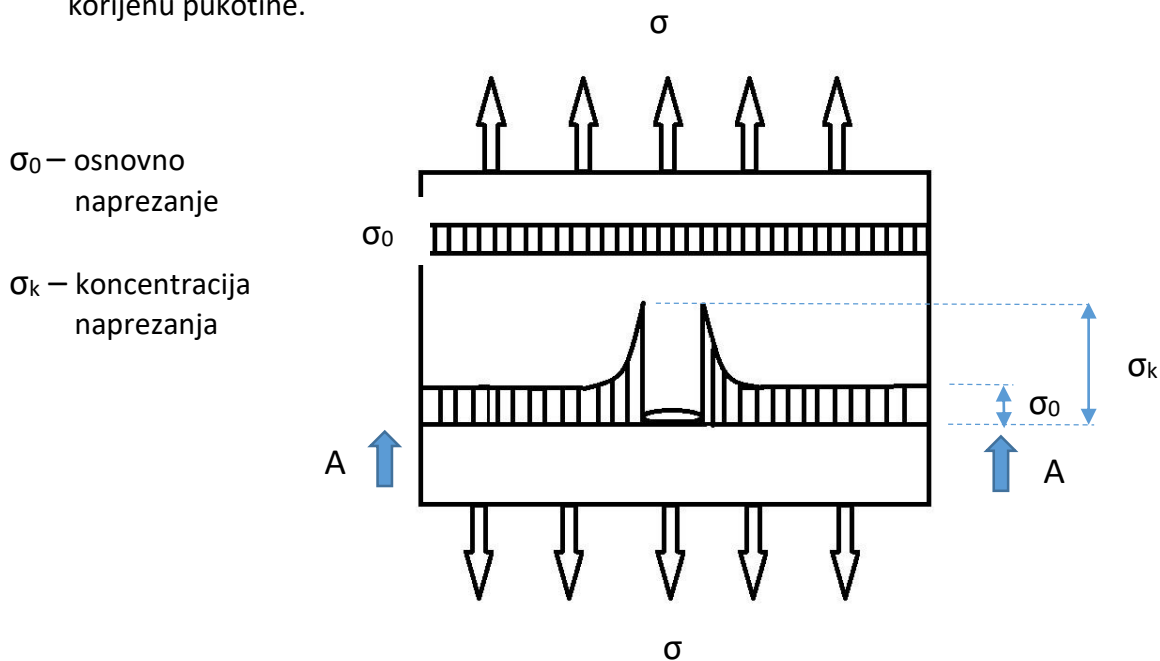 korijenu pukotine.
σ
σ₀ – osnovno
naprezanje
σ₀
σₖ – koncentracija
naprezanja
σₖ
σ₀
A
A
σ